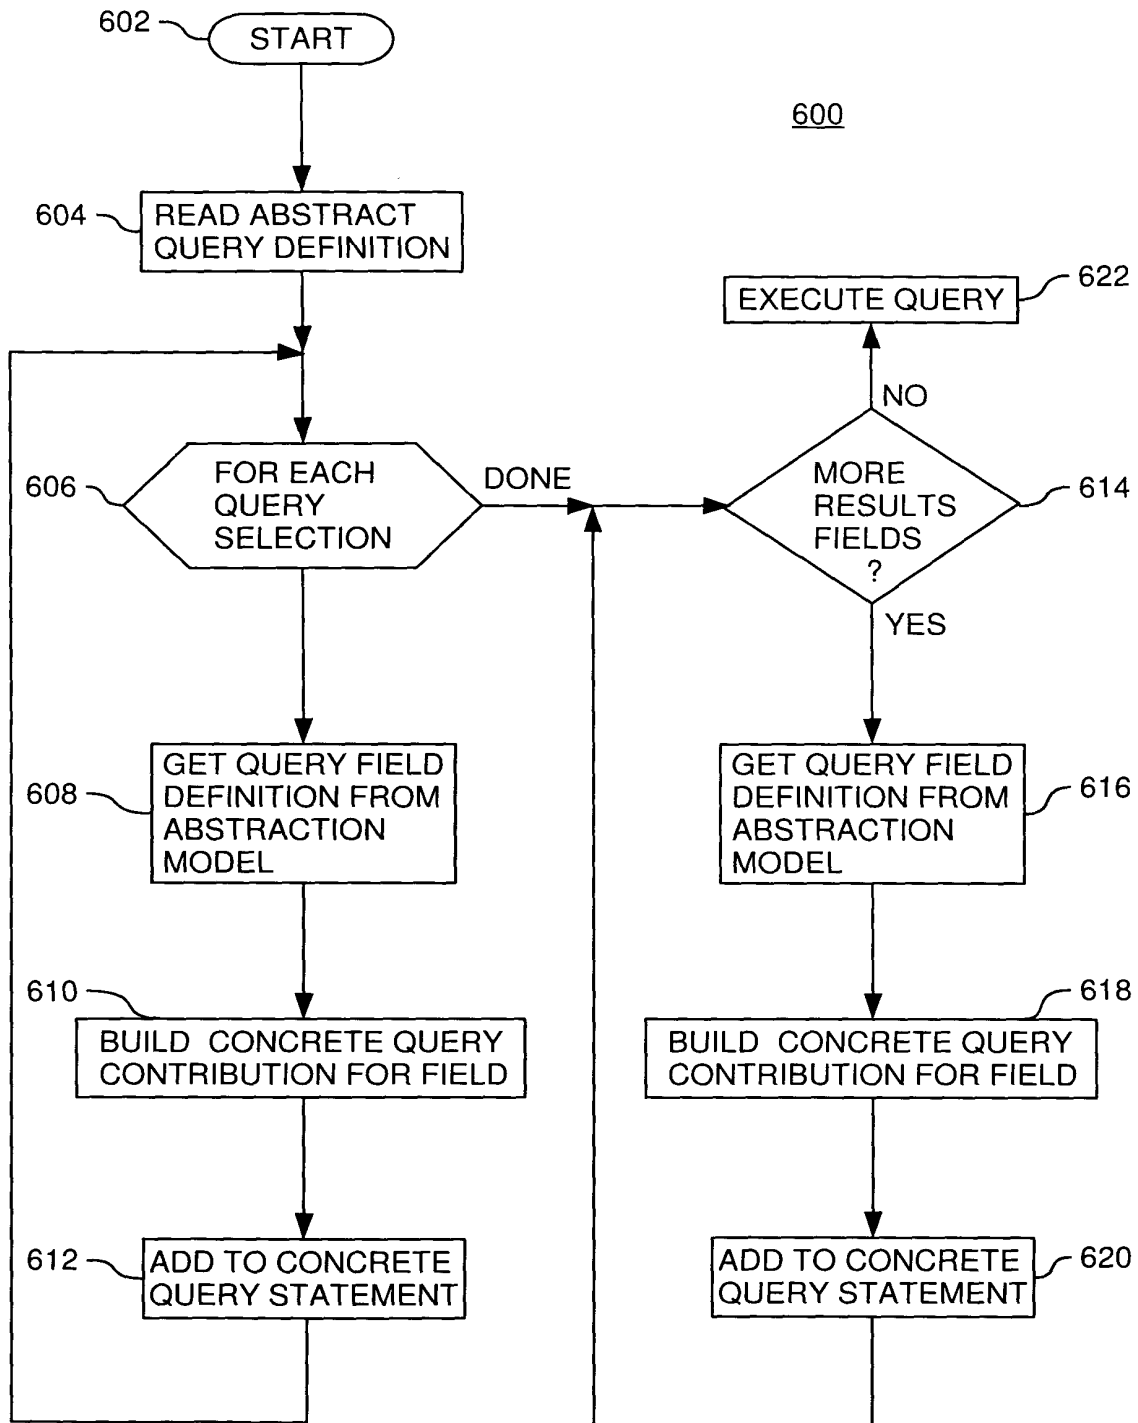 602
START
600
604
READ ABSTRACT
QUERY DEFINITION
622
EXECUTE QUERY
NO
606
FOR EACH
QUERY
SELECTION
DONE
MORE
RESULTS
FIELDS
?
614
YES
608
GET QUERY FIELD
DEFINITION FROM
ABSTRACTION
MODEL
GET QUERY FIELD
DEFINITION FROM
ABSTRACTION
MODEL
616
610
BUILD CONCRETE QUERY
CONTRIBUTION FOR FIELD
618
BUILD CONCRETE QUERY
CONTRIBUTION FOR FIELD
612
ADD TO CONCRETE
QUERY STATEMENT
ADD TO CONCRETE
QUERY STATEMENT
620